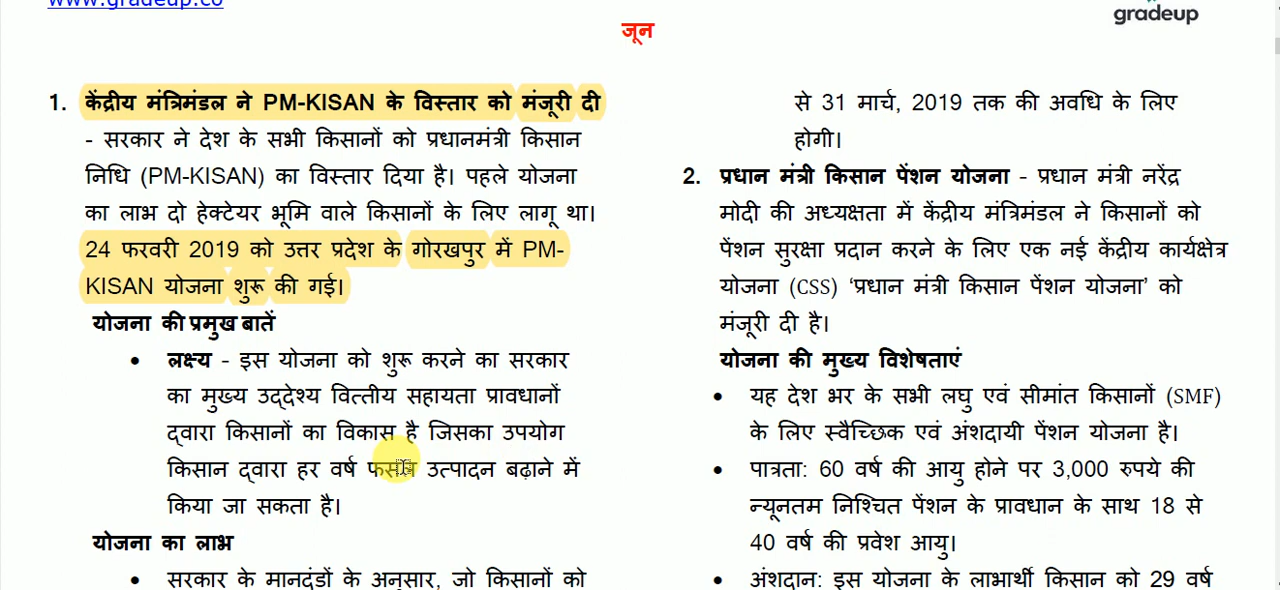 www.gradeup.co
gradeup
जून
1. केंद्रीय मंत्रिमंडल ने PM-KISAN के विस्तार को मंजूरी दी
- सरकार ने देश के सभी किसानों को प्रधानमंत्री किसान
निधि (PM-KISAN) का विस्तार दिया है। पहले योजना
का लाभ दो हेक्टेयर भूमि वाले किसानों के लिए लागू था।
24 फरवरी 2019 को उत्तर प्रदेश के गोरखपुर में PM-
KISAN योजना शुरू की गई।
योजना की प्रमुख बातें
• लक्ष्य - इस योजना को शुरू करने का सरकार
का मुख्य उद्देश्य वित्तीय सहायता प्रावधानों
द्वारा किसानों का विकास है जिसका उपयोग
किसान द्वारा हर वर्ष फसल उत्पादन बढ़ाने में
किया जा सकता है।
योजना का लाभ
• सरकार के मानदंडों के अनुसार, जो किसानों को
से 31 मार्च, 2019 तक की अवधि के लिए
होगी।
2. प्रधान मंत्री किसान पेंशन योजना - प्रधान मंत्री नरेंद्र
मोदी की अध्यक्षता में केंद्रीय मंत्रिमंडल ने किसानों को
पेंशन सुरक्षा प्रदान करने के लिए एक नई केंद्रीय कार्यक्षेत्र
योजना (CSS) ‘प्रधान मंत्री किसान पेंशन योजना’ को
मंजूरी दी है।
योजना की मुख्य विशेषताएं
• यह देश भर के सभी लघु एवं सीमांत किसानों (SMF)
के लिए स्वैच्छिक एवं अंशदायी पेंशन योजना है।
• पात्रता: 60 वर्ष की आयु होने पर 3,000 रुपये की
न्यूनतम निश्चित पेंशन के प्रावधान के साथ 18 से
40 वर्ष की प्रवेश आयु।
• अंशदान: इस योजना के लाभार्थी किसान को 29 वर्ष